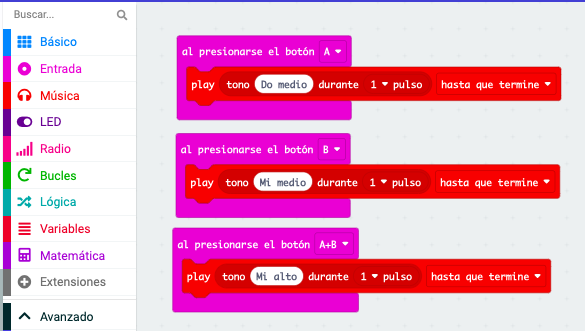 Buscar...
Básico
Entrada
Música
LED
Radio
Bucles
Lógica
Variables
Matemática
Extensiones
Avanzado
al presionarse el botón A
play tono Do medio durante 1 pulso hasta que termine
al presionarse el botón B
play tono Mi medio durante 1 pulso hasta que termine
al presionarse el botón A+B
play tono Mi alto durante 1 pulso hasta que termine